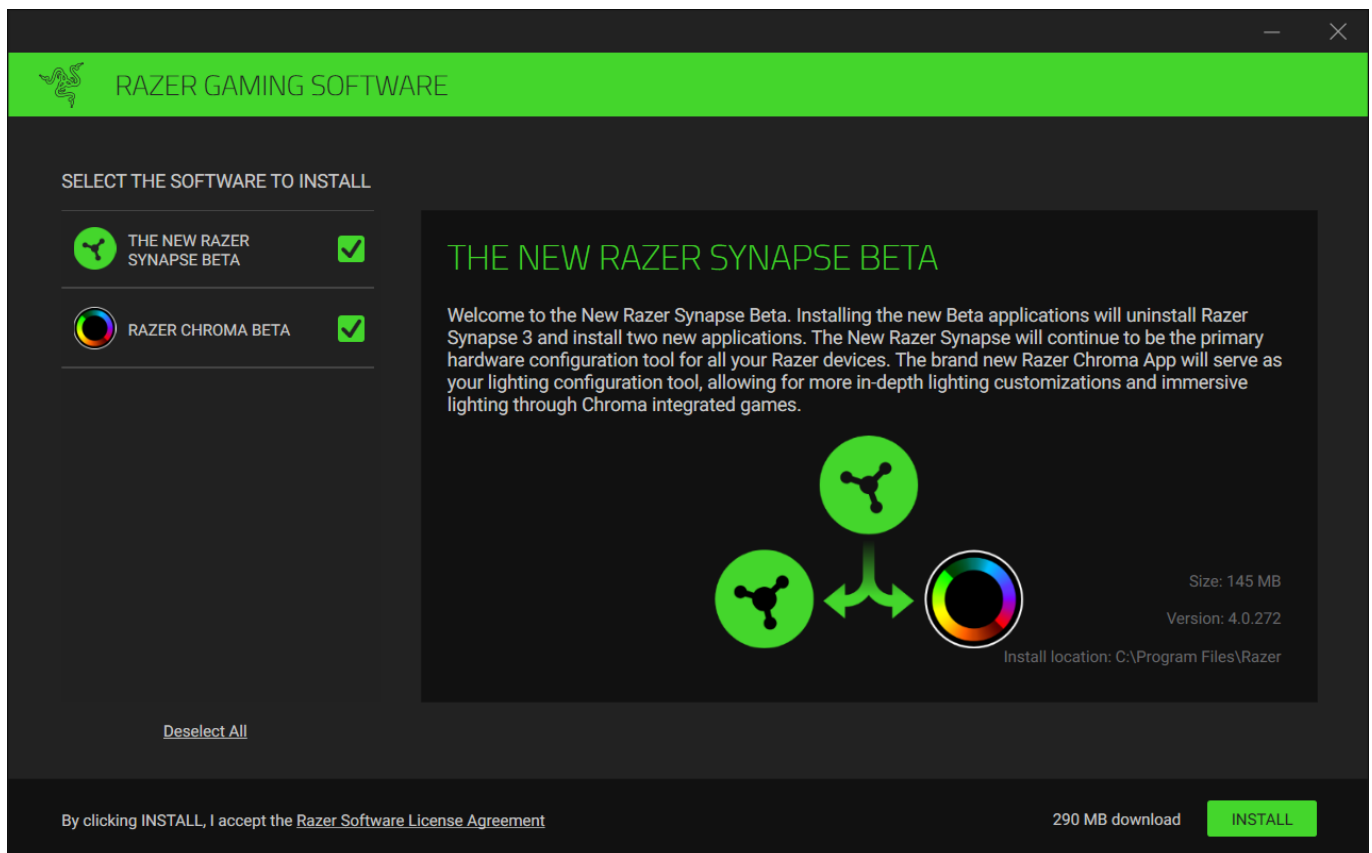 RAZER GAMING SOFTWARE
SELECT THE SOFTWARE TO INSTALL
THE NEW RAZER
SYNAPSE BETA
RAZER CHROMA BETA
Deselect All
THE NEW RAZER SYNAPSE BETA
Welcome to the New Razer Synapse Beta. Installing the new Beta applications will uninstall Razer
Synapse 3 and install two new applications. The New Razer Synapse will continue to be the primary
hardware configuration tool for all your Razer devices. The brand new Razer Chroma App will serve as
your lighting configuration tool, allowing for more in-depth lighting customizations and immersive
lighting through Chroma integrated games.
Size: 145 MB
Version: 4.0.272
Install location: C:\Program Files\Razer
By clicking INSTALL, I accept the Razer Software License Agreement
290 MB download
INSTALL